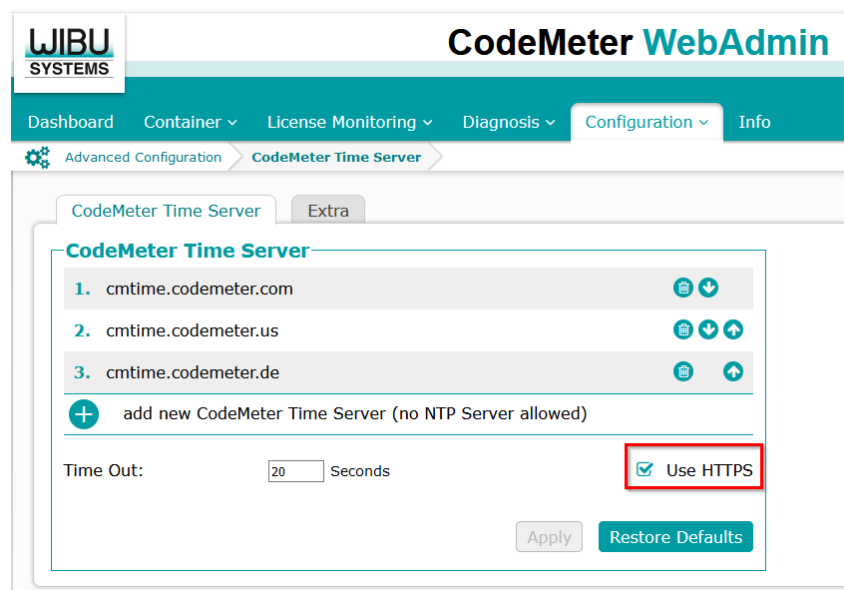 WIBU
SYSTEMS
CodeMeter WebAdmin
Dashboard Container License Monitoring Diagnosis Configuration Info
Advanced Configuration CodeMeter Time Server
CodeMeter Time Server Extra
CodeMeter Time Server
1. cmtime.codemeter.com
2. cmtime.codemeter.us
3. cmtime.codemeter.de
add new CodeMeter Time Server (no NTP Server allowed)
Time Out: 20 Seconds Use HTTPS
Apply Restore Defaults